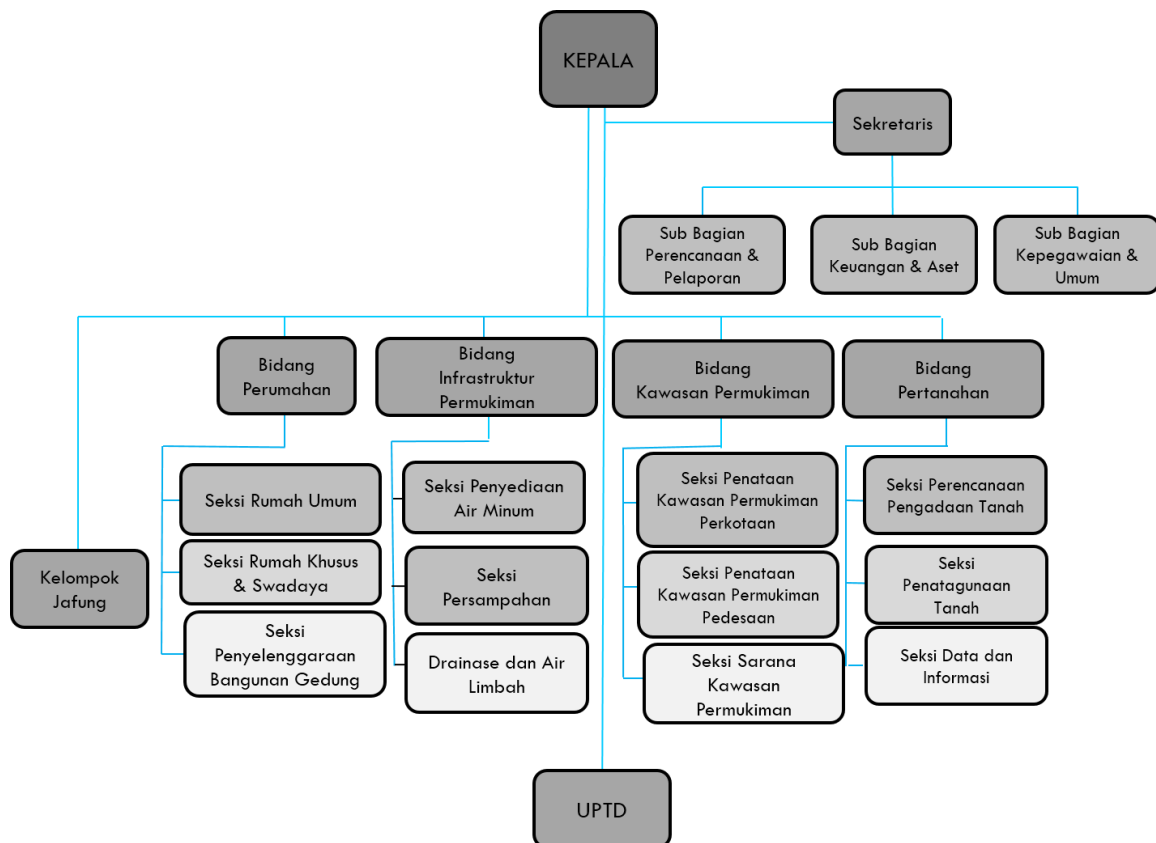 KEPALA
Sekretaris
Sub Bagian
Perencanaan &
Pelaporan
Sub Bagian
Keuangan & Aset
Sub Bagian
Kepegawaian &
Umum
Bidang
Perumahan
Bidang
Infrastruktur
Permukiman
Bidang
Kawasan Permukiman
Bidang
Pertanahan
Kelompok
Jafung
Seksi Rumah Umum
Seksi Rumah Khusus
& Swadaya
Seksi
Penyelenggaraan
Bangunan Gedung
Seksi Penyediaan
Air Minum
Seksi
Persampahan
Drainase dan Air
Limbah
Seksi Penataan
Kawasan Permukiman
Perkotaan
Seksi Penataan
Kawasan Permukiman
Pedesaan
Seksi Sarana
Kawasan
Permukiman
Seksi Perencanaan
Pengadaan Tanah
Seksi
Penatagunaan
Tanah
Seksi Data dan
Informasi
UPTD